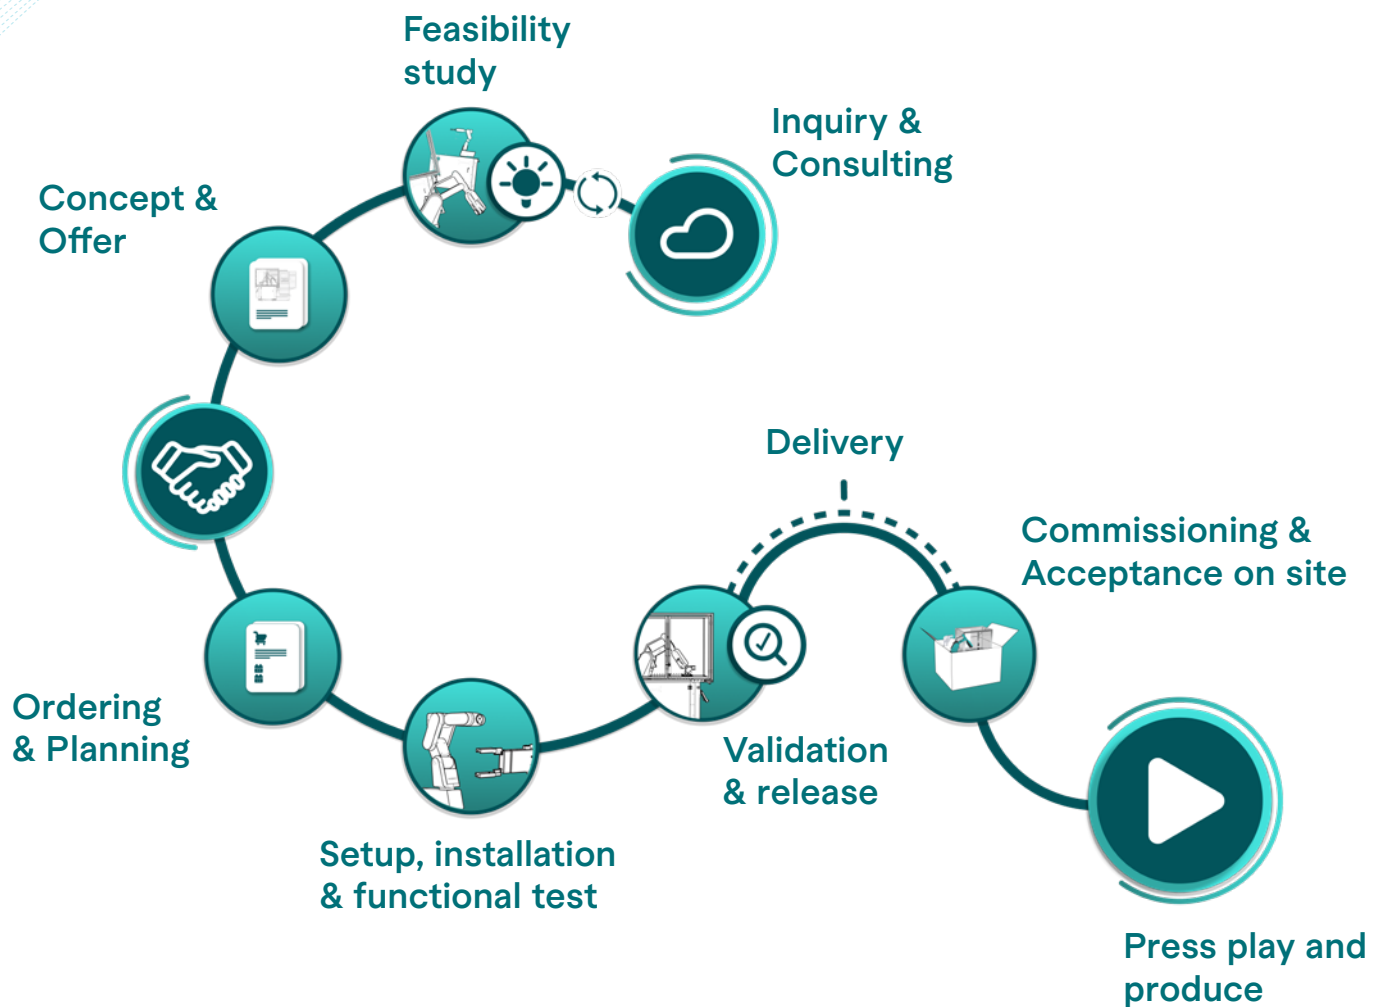 Feasibility
study
Inquiry &
Consulting
Concept &
Offer
Delivery
Commissioning &
Acceptance on site
Ordering
& Planning
Validation
& release
Setup, installation
& functional test
Press play and
produce